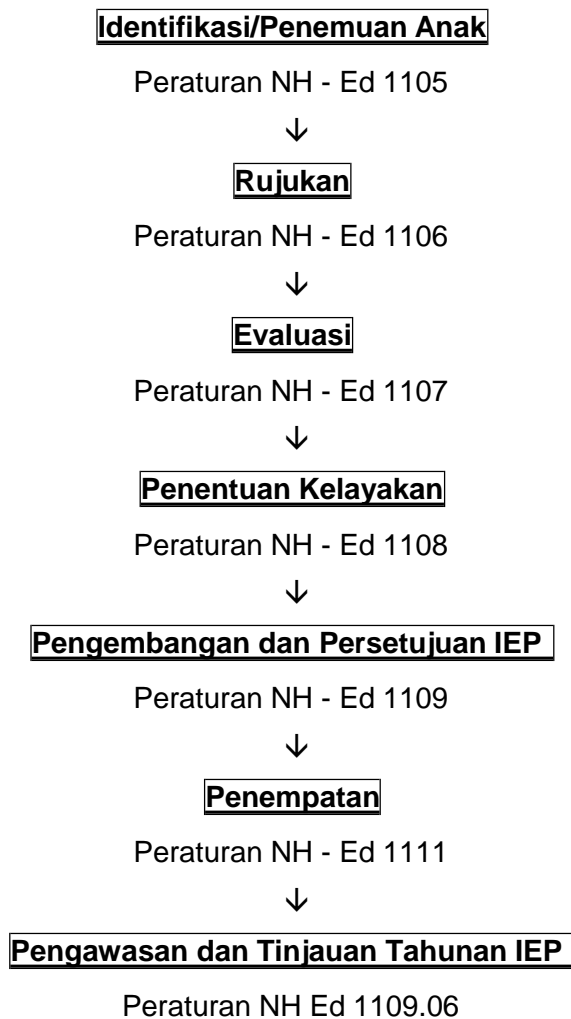 Identifikasi/Penemuan Anak
Peraturan NH - Ed 1105
↓
Rujukan
Peraturan NH - Ed 1106
↓
Evaluasi
Peraturan NH - Ed 1107
↓
Penentuan Kelayakan
Peraturan NH - Ed 1108
↓
Pengembangan dan Persetujuan IEP
Peraturan NH - Ed 1109
↓
Penempatan
Peraturan NH - Ed 1111
↓
Pengawasan dan Tinjauan Tahunan IEP
Peraturan NH Ed 1109.06